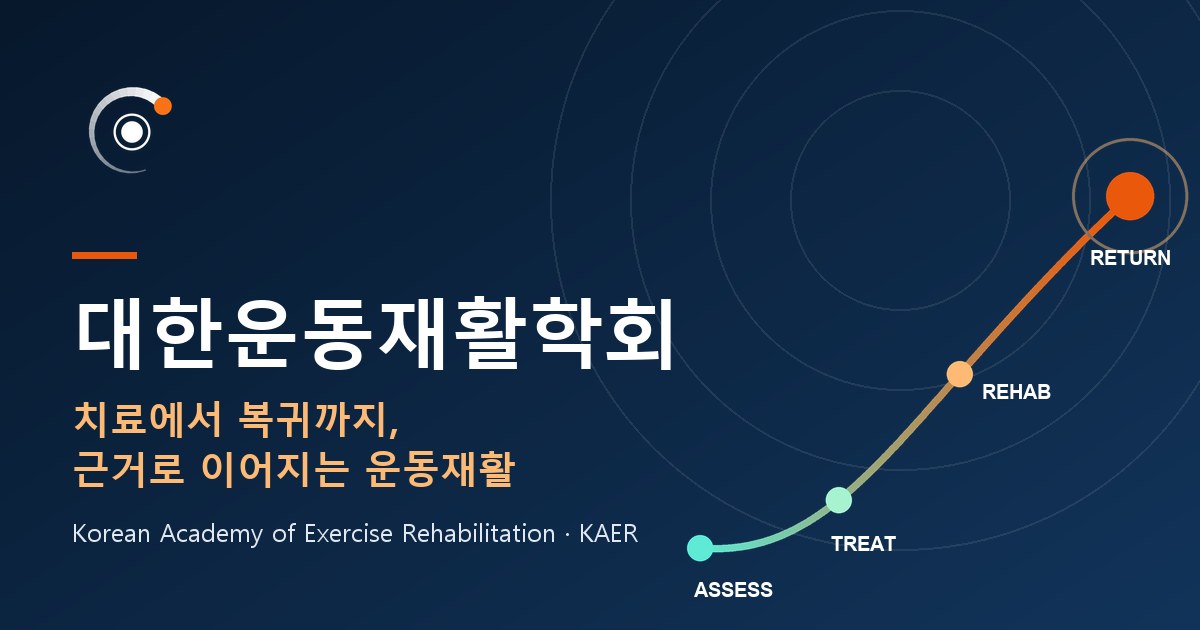 대한운동재활학회
치료에서 복귀까지,
근거로 이어지는 운동재활
Korean Academy of Exercise Rehabilitation · KAER
RETURN
REHAB
TREAT
ASSESS